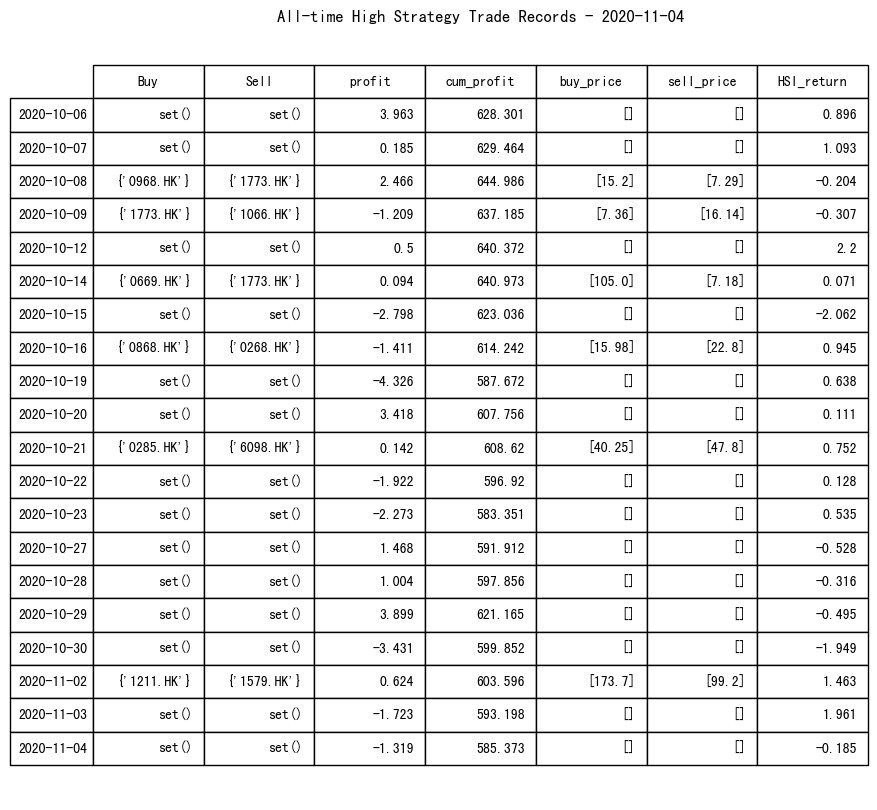 All-time High Strategy Trade Records - 2020-11-04
Buy Sell profit cum_profit buy_price sell_price HSI_return
2020-10-06 set() set() 3.963 628.301 [] [] 0.896
2020-10-07 set() set() 0.185 629.464 [] [] 1.093
2020-10-08 {'0968.HK'} {'1773.HK'} 2.466 644.986 [15.2] [7.29] -0.204
2020-10-09 {'1773.HK'} {'1066.HK'} -1.209 637.185 [7.36] [16.14] -0.307
2020-10-12 set() set() 0.5 640.372 [] [] 2.2
2020-10-14 {'0669.HK'} {'1773.HK'} 0.094 640.973 [105.0] [7.18] 0.071
2020-10-15 set() set() -2.798 623.036 [] [] -2.062
2020-10-16 {'0868.HK'} {'0268.HK'} -1.411 614.242 [15.98] [22.8] 0.945
2020-10-19 set() set() -4.326 587.672 [] [] 0.638
2020-10-20 set() set() 3.418 607.756 [] [] 0.111
2020-10-21 {'0285.HK'} {'6098.HK'} 0.142 608.62 [40.25] [47.8] 0.752
2020-10-22 set() set() -1.922 596.92 [] [] 0.128
2020-10-23 set() set() -2.273 583.351 [] [] 0.535
2020-10-27 set() set() 1.468 591.912 [] [] -0.528
2020-10-28 set() set() 1.004 597.856 [] [] -0.316
2020-10-29 set() set() 3.899 621.165 [] [] -0.495
2020-10-30 set() set() -3.431 599.852 [] [] -1.949
2020-11-02 {'1211.HK'} {'1579.HK'} 0.624 603.596 [173.7] [99.2] 1.463
2020-11-03 set() set() -1.723 593.198 [] [] 1.961
2020-11-04 set() set() -1.319 585.373 [] [] -0.185